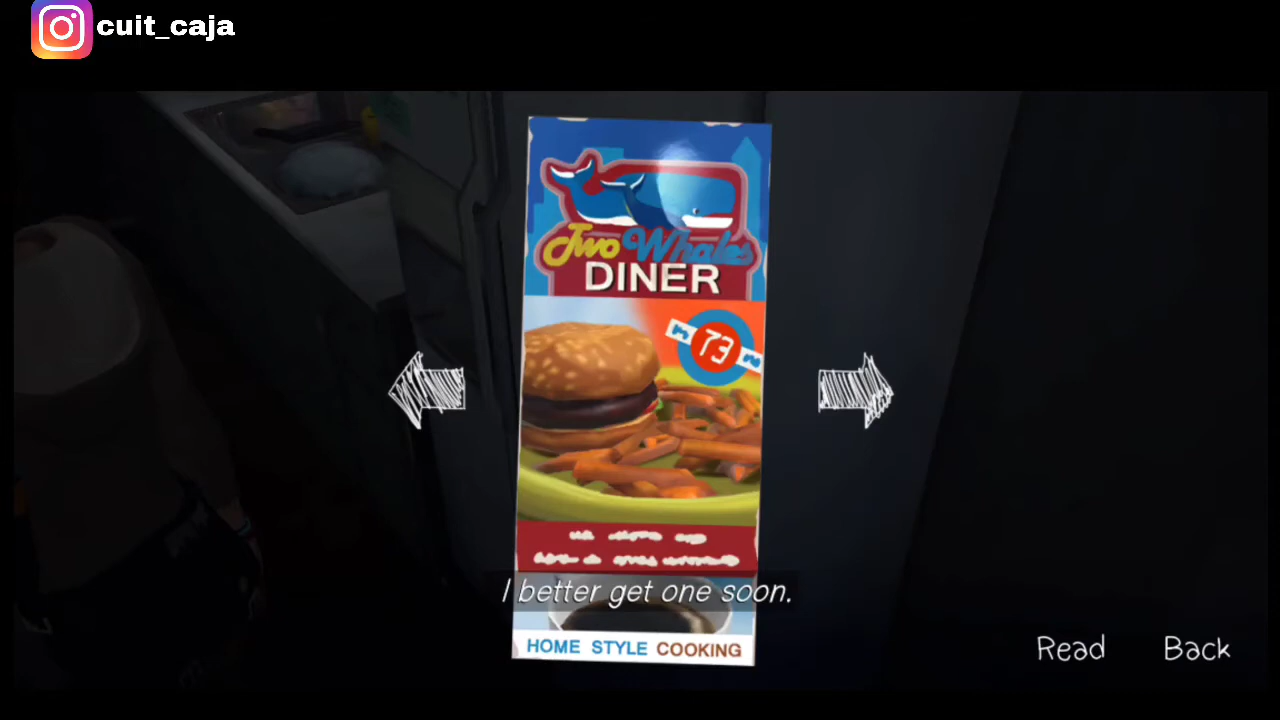 cuit_caja
Two Whales
DINER
73
I better get one soon.
HOME STYLE COOKING
Read
Back